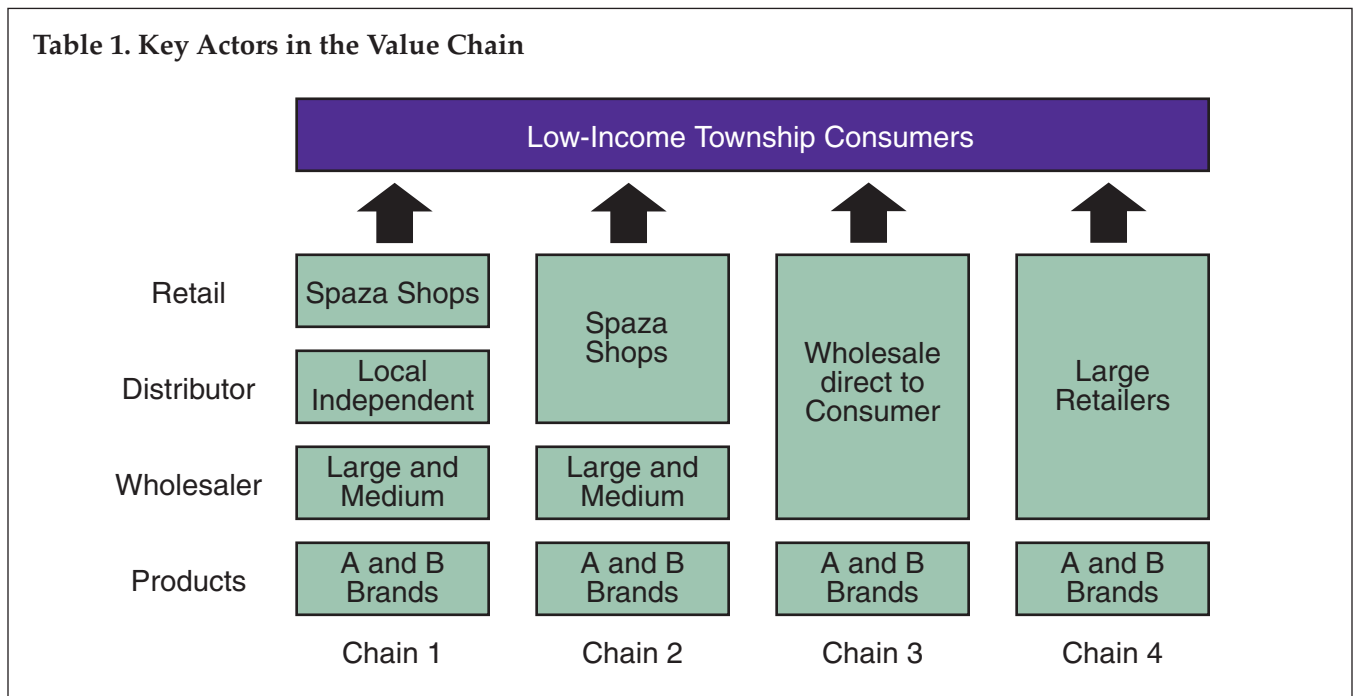 Table 1. Key Actors in the Value Chain
Low-Income Township Consumers
Retail
Spaza Shops
Spaza
Shops
Wholesale
direct to
Consumer
Large
Retailers
Distributor
Local
Independent
Wholesaler
Large and
Medium
Large and
Medium
Products
A and B
Brands
A and B
Brands
A and B
Brands
A and B
Brands
Chain 1
Chain 2
Chain 3
Chain 4